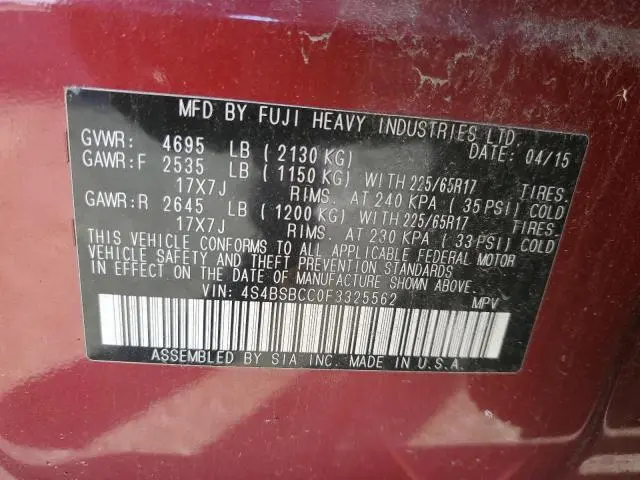 MFD BY FUJI HEAVY INDUSTRIES LTD.
GVWR: 4695 LB (2130 KG) DATE: 04/15
GAWR:F 2535 LB (1150 KG) WITH 225/65R17 TIRES.
17X7J RIMS. AT 240 KPA (35 PSI) COLD
GAWR:R 2645 LB (1200 KG) WITH 225/65R17 TIRES.
17X7J RIMS. AT 230 KPA (33 PSI) COLD
THIS VEHICLE CONFORMS TO ALL APPLICABLE FEDERAL MOTOR
VEHICLE SAFETY AND THEFT PREVENTION STANDARDS
IN EFFECT ON THE DATE OF MANUFACTURE SHOWN ABOVE.
VIN: 4S4BSBCC0F3325562 MPV
ASSEMBLED BY SIA INC. MADE IN U.S.A.